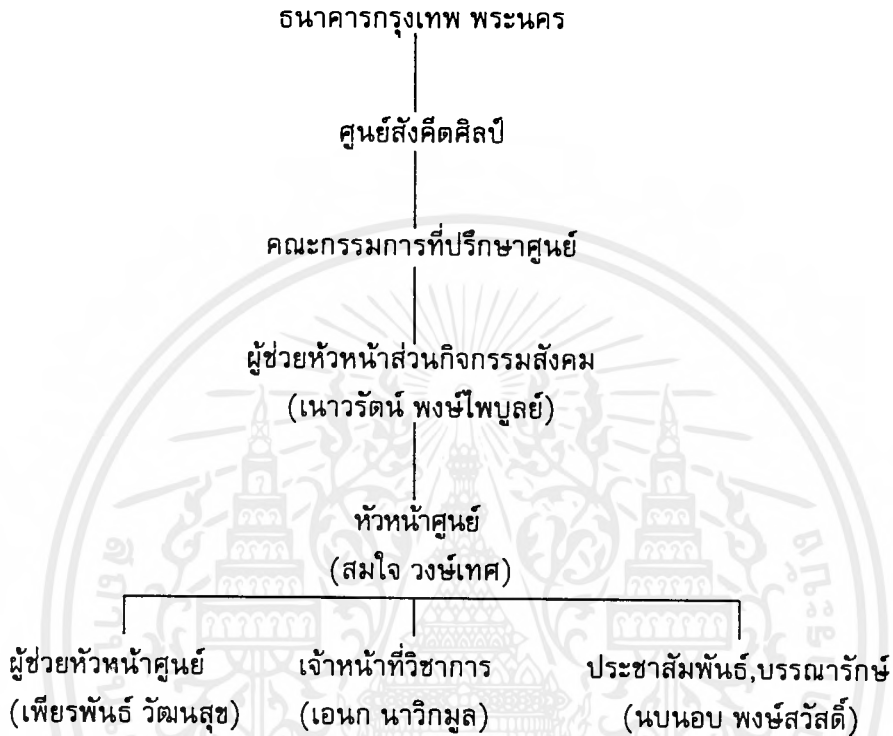 ธนาคารกรุงเทพ พระนคร
ศูนย์สังคีตศิลป์
คณะกรรมการที่ปรึกษาศูนย์
ผู้ช่วยหัวหน้าส่วนกิจกรรมสังคม
(เนาวรัตน์ พงษ์ไพบูลย์)
หัวหน้าศูนย์
(สมใจ วงษ์เทศ)
ผู้ช่วยหัวหน้าศูนย์ เจ้าหน้าที่วิชาการ ประชาสัมพันธ์,บรรณารักษ์
(เพียรพันธ์ วัฒนสุข) (เอนก นาวิกมูล) (นบนอบ พงษ์สวัสดิ์)